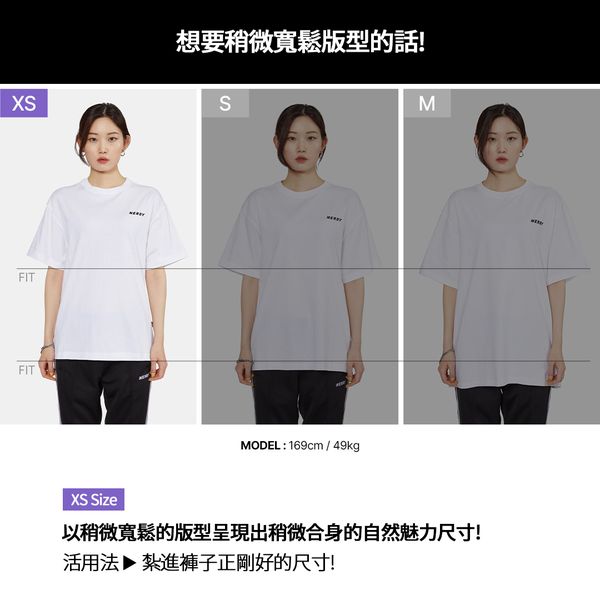 想要稍微寬鬆版型的話!
XS
S
M
NERDY
NERDY
NERDY
FIT
FIT
NERDY
NERDY
NERDY
MODEL : 169cm / 49kg
XS Size
以稍微寬鬆的版型呈現出稍微合身的自然魅力尺寸!
活用法 ▶ 紮進褲子正剛好的尺寸!